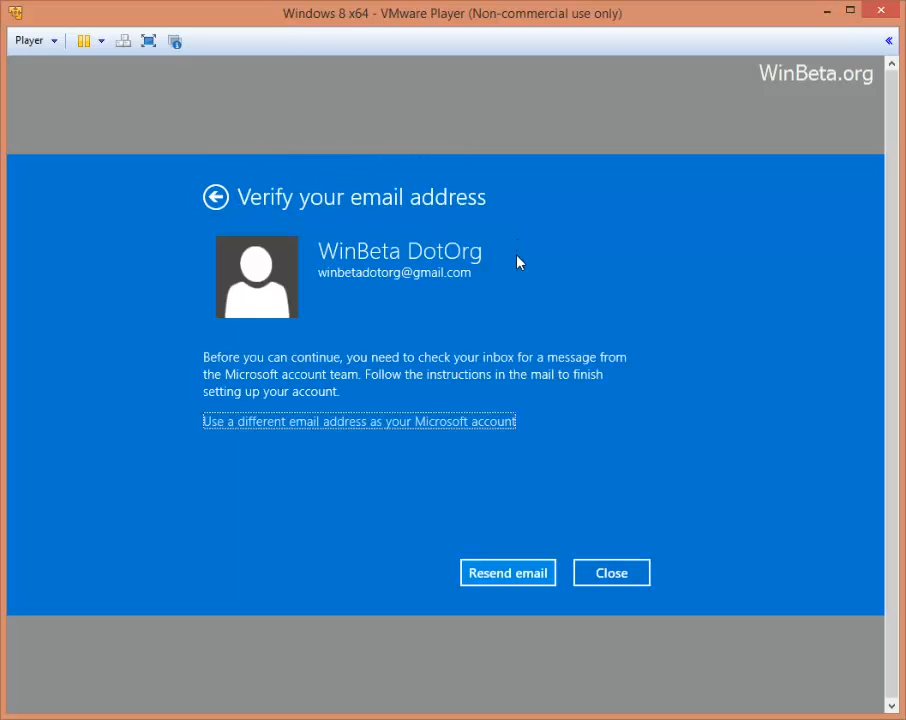 Windows 8 x64 - VMware Player (Non-commercial use only)
Player
WinBeta.org
Verify your email address
WinBeta DotOrg
winbetadotorg@gmail.com
Before you can continue, you need to check your inbox for a message from
the Microsoft account team. Follow the instructions in the mail to finish
setting up your account.
Use a different email address as your Microsoft account
Resend email
Close